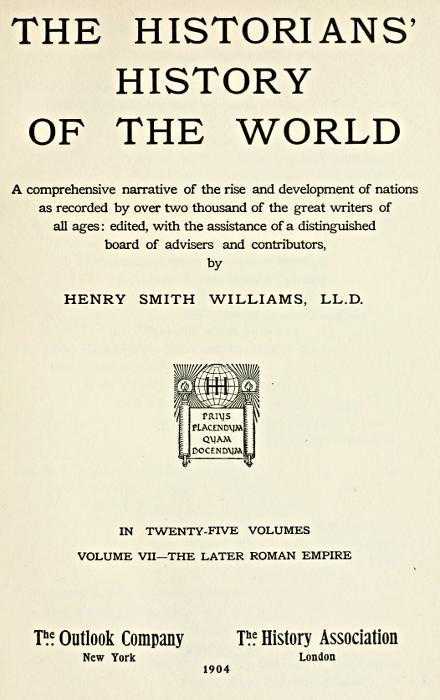 THE HISTORIANS'
HISTORY
OF THE WORLD
A comprehensive narrative of the rise and development of nations
as recorded by over two thousand of the great writers of
all ages: edited, with the assistance of a distinguished
board of advisers and contributors,
by
HENRY SMITH WILLIAMS, LL.D.
HH
PRIUS
PLACENDUM
QUAM
DOCENDUM
IN TWENTY-FIVE VOLUMES
VOLUME VII—THE LATER ROMAN EMPIRE
The Outlook Company
New York
The History Association
London
1904